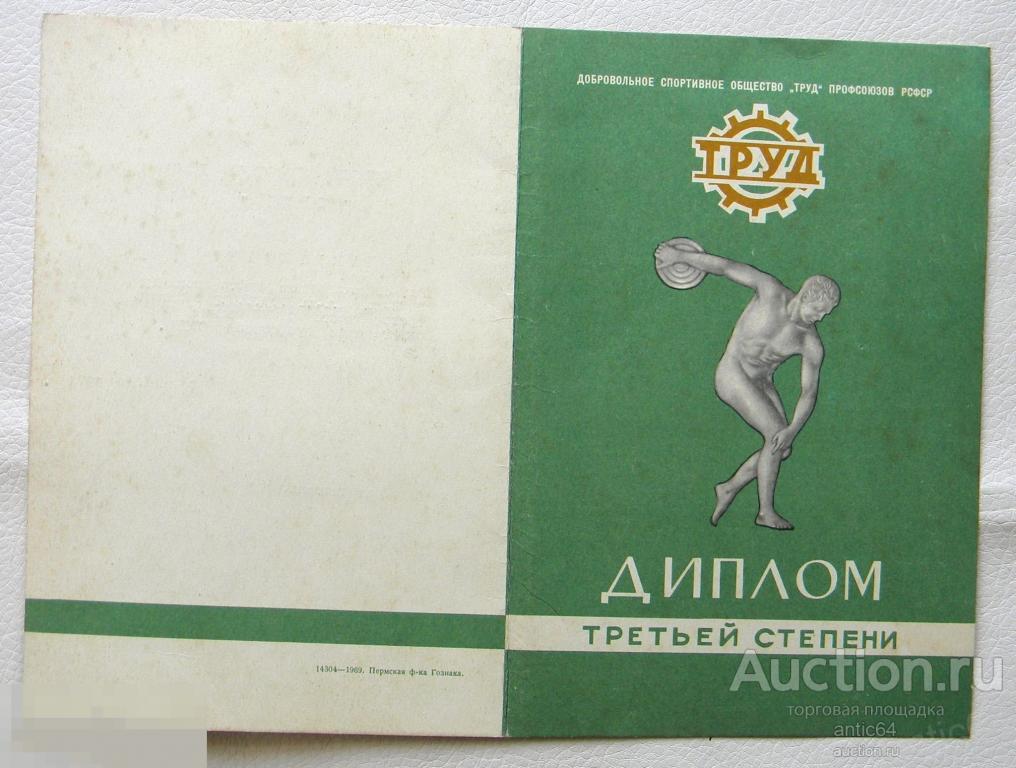 ДОБРОВОЛЬНОЕ СПОРТИВНОЕ ОБЩЕСТВО „ТРУД“ ПРОФСОЮЗОВ РСФСР
ТРУД
ДИПЛОМ
ТРЕТЬЕЙ СТЕПЕНИ
14304—1969. Пермская ф-ка Гознака.
Auction.ru
торговая площадка
antic64
auction.ru